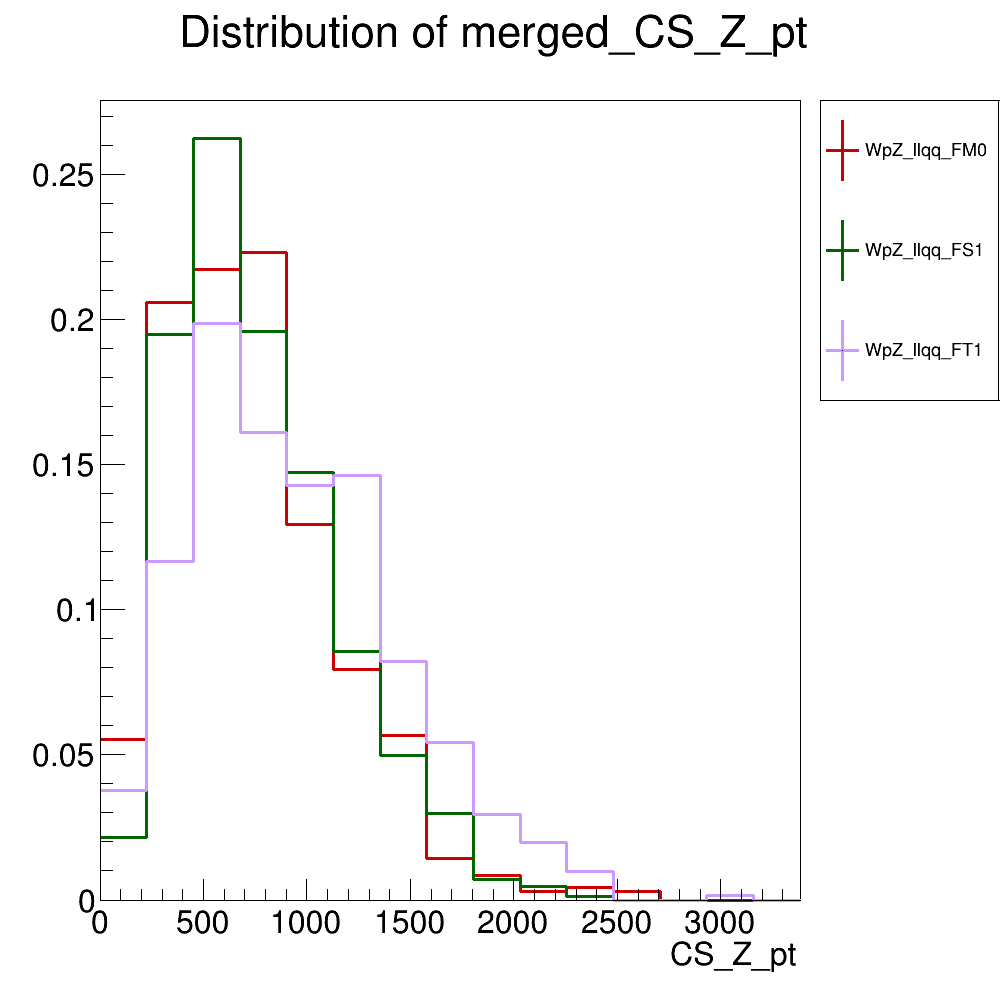 Distribution of merged_CS_Z_pt
WpZ_llqq_FM0
WpZ_llqq_FS1
WpZ_llqq_FT1
0.25
0.2
0.15
0.1
0.05
0
0 500 1000 1500 2000 2500 3000
CS_Z_pt